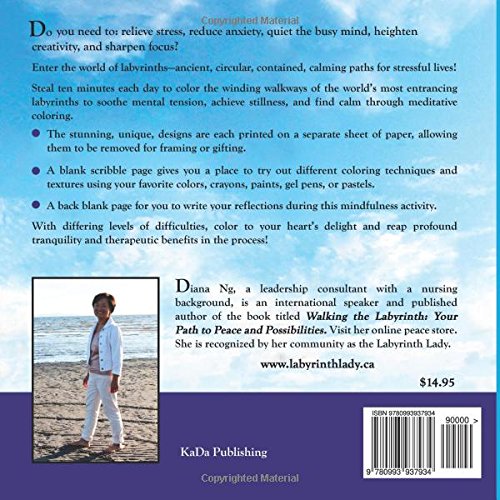 Copyrighted Material
Do you need to: relieve stress, reduce anxiety, quiet the busy mind, heighten
creativity, and sharpen focus?
Enter the world of labyrinths—ancient, circular, contained, calming paths for stressful lives!
Steal ten minutes each day to color the winding walkways of the world's most entrancing
labyrinths to soothe mental tension, achieve stillness, and find calm through meditative
coloring.
The stunning, unique, designs are each printed on a separate sheet of paper, allowing
them to be removed for framing or gifting.
A blank scribble page gives you a place to try out different coloring techniques and
textures using your favorite colors, crayons, paints, gel pens, or pastels.
A back blank page for you to write your reflections during this mindfulness activity.
With differing levels of difficulties, color to your heart's delight and reap profound
tranquility and therapeutic benefits in the process!
Diana Ng, a leadership consultant with a nursing
background, is an international speaker and published
author of the book titled Walking the Labyrinth: Your
Path to Peace and Possibilities. Visit her online peace store.
She is recognized by her community as the Labyrinth Lady.
www.labyrinthlady.ca
$14.95
KaDa Publishing
ISBN 9780993937934
90000 >
9 780993 937934
Copyrighted Material